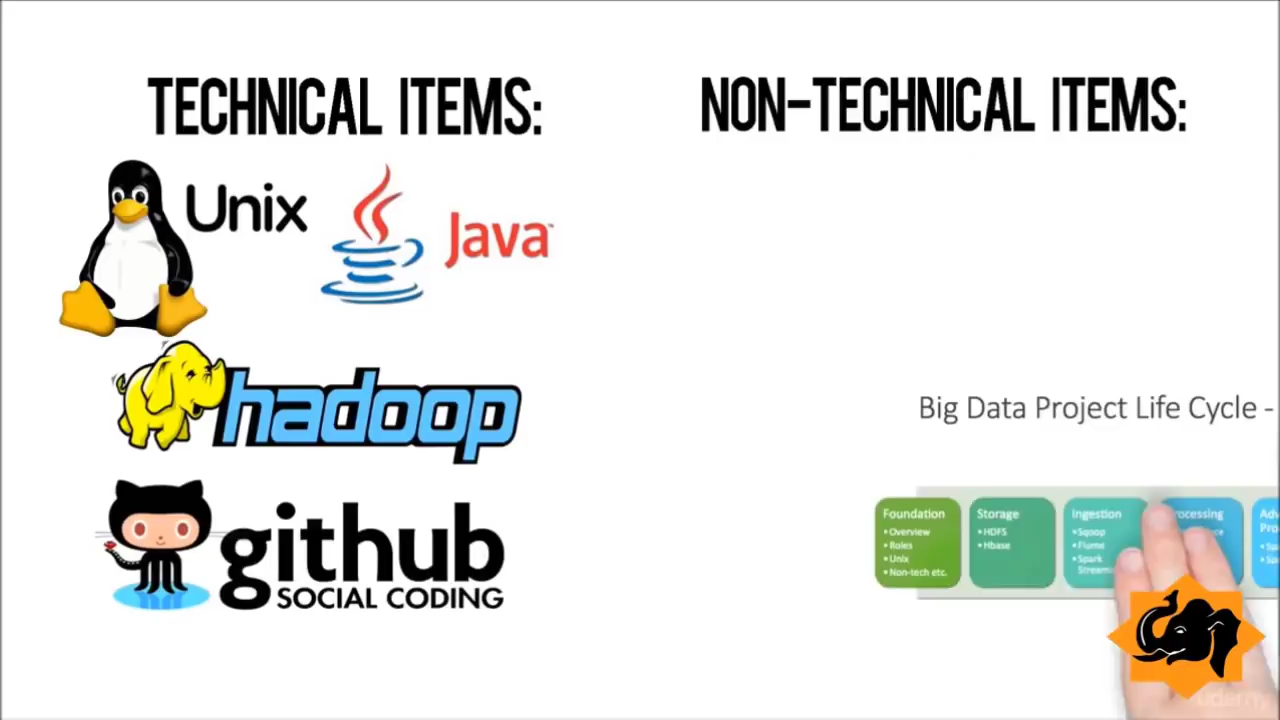 TECHNICAL ITEMS:
NON-TECHNICAL ITEMS:
Unix
Java
hadoop
github
SOCIAL CODING
Big Data Project Life Cycle -
Foundation
• Overview
• Roles
• Unix
• Non-tech etc.
Storage
• HDFS
• Hbase
Ingestion
• Sqoop
• Flume
• Spark
udemy